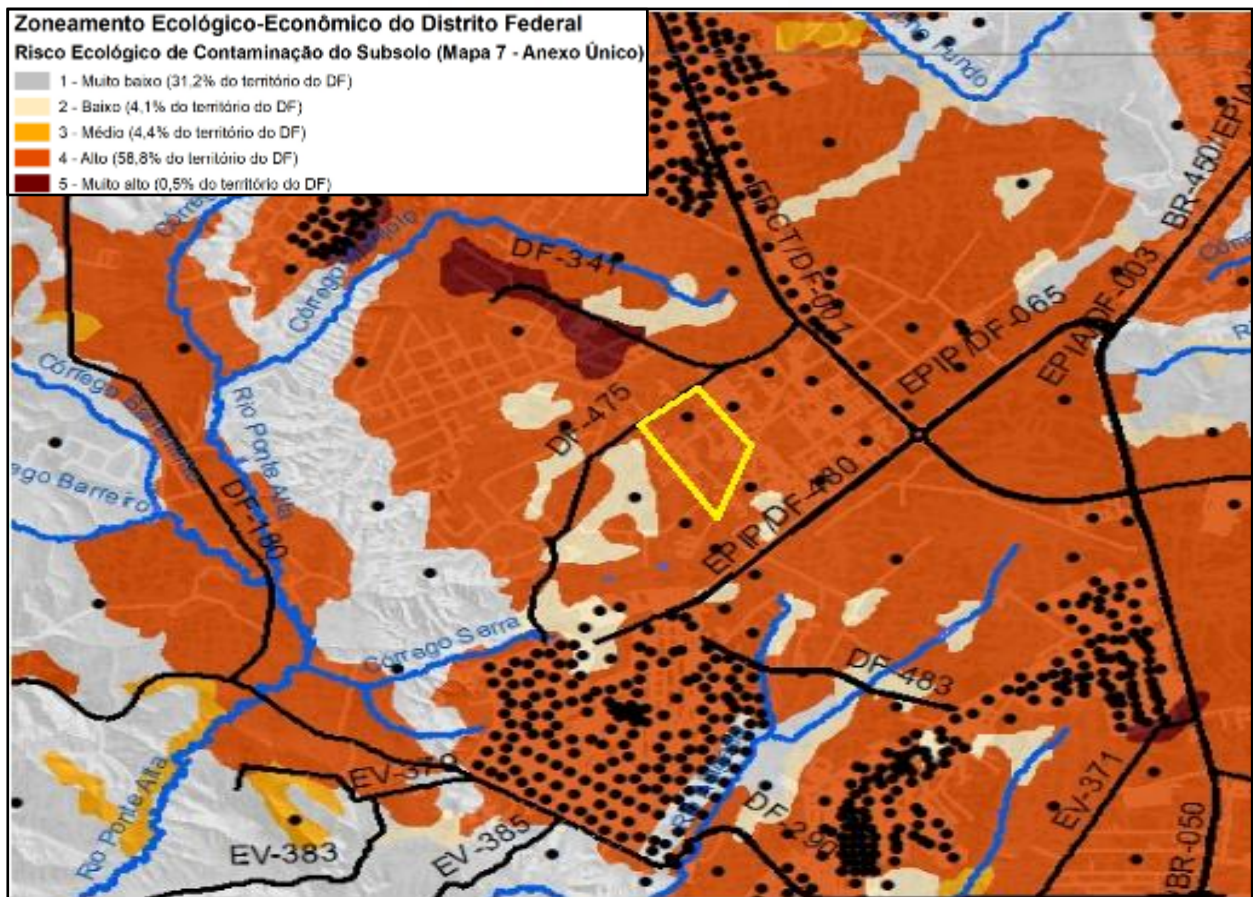 Zoneamento Ecológico-Econômico do Distrito Federal
Risco Ecológico de Contaminação do Subsolo (Mapa 7 - Anexo Único)
1 - Muito baixo (31,2% do território do DF)
2 - Baixo (4,1% do território do DF)
3 - Médio (4,4% do território do DF)
4 - Alto (58,8% do território do DF)
5 - Muito alto (0,5% do território do DF)
Fundo
BR-450/EPIA
EPCT/DF-001
Córrego
DF-341
EPIP/DF-065
EPIA/DF-003
Córrego
Rio Ponte Alta
DF-475
DF-180
Barreiro
EPIP/DF-480
Córrego Serra
DF-483
Rio Ponte Alta
EV-383
EV-385
DF-290
EV-371
BR-050